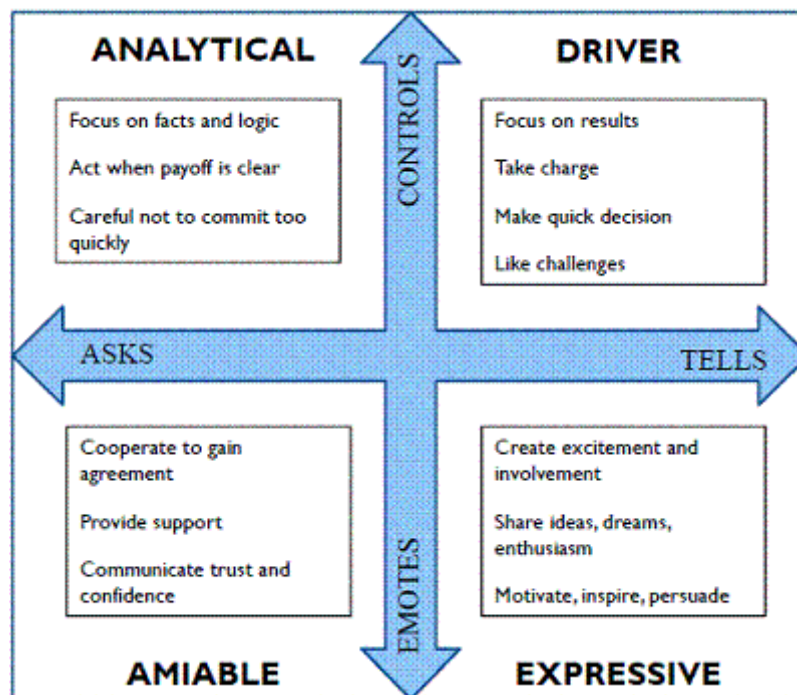 ANALYTICAL
Focus on facts and logic
Act when payoff is clear
Careful not to commit too
quickly
CONTROLS
DRIVER
Focus on results
Take charge
Make quick decision
Like challenges
ASKS
TELLS
Cooperate to gain
agreement
Provide support
Communicate trust and
confidence
AMIABLE
EMOTES
Create excitement and
involvement
Share ideas, dreams,
enthusiasm
Motivate, inspire, persuade
EXPRESSIVE